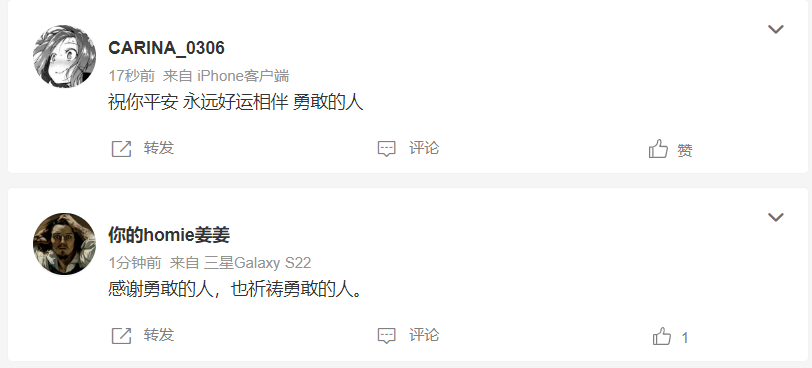 CARINA_0306
17秒前 来自 iPhone客户端
祝你平安 永远好运相伴 勇敢的人
转发 评论 赞
你的homie姜姜
1分钟前 来自 三星Galaxy S22
感谢勇敢的人，也祈祷勇敢的人。
转发 评论 1